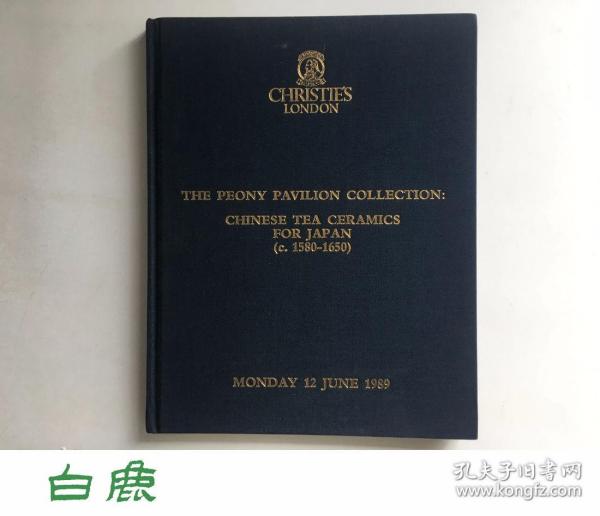 CHRISTIE'S
LONDON
THE PEONY PAVILION COLLECTION:
CHINESE TEA CERAMICS
FOR JAPAN
(c. 1580-1650)
MONDAY 12 JUNE 1989
白鹿
孔夫子旧书网
www.kongfz.com